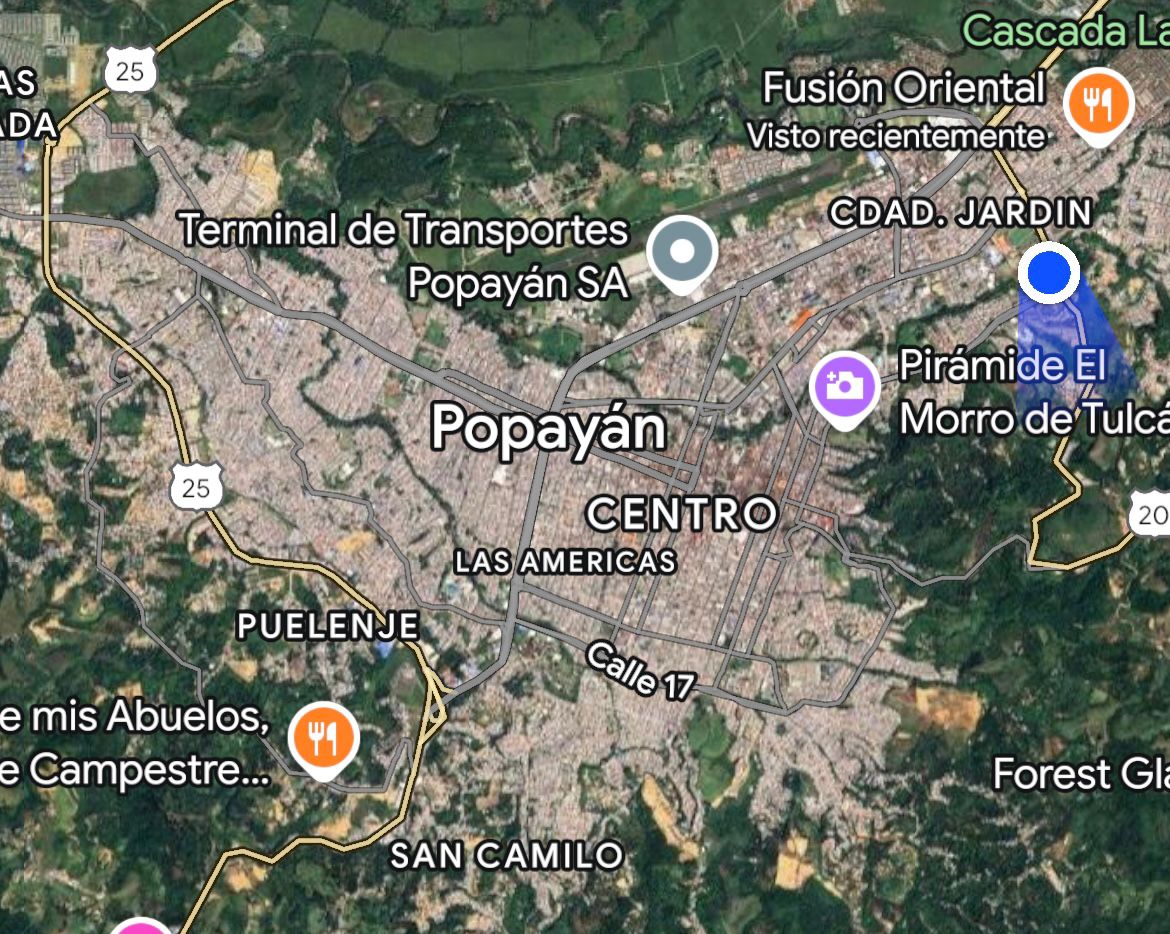 Cascada La
25
AS
ADA
Fusión Oriental
Visto recientemente
CDAD. JARDIN
Terminal de Transportes
Popayán SA
Pirámide El
Morro de Tulcá
Popayán
25
CENTRO
20
LAS AMERICAS
PUELENJE
Calle 17
e mis Abuelos,
e Campestre...
Forest Gla
SAN CAMILO